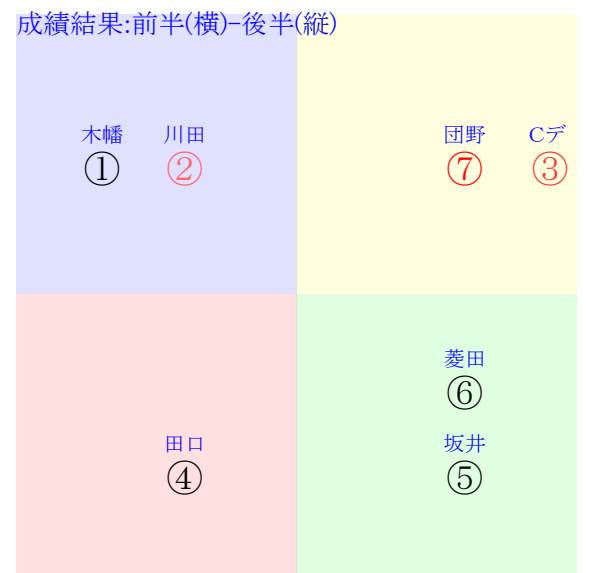 成績結果:前半(横)-後半(縦)
木幡 川田 団野 Cデ
① ② ⑦ ③
菱田
⑥
田口 坂井
④ ⑤